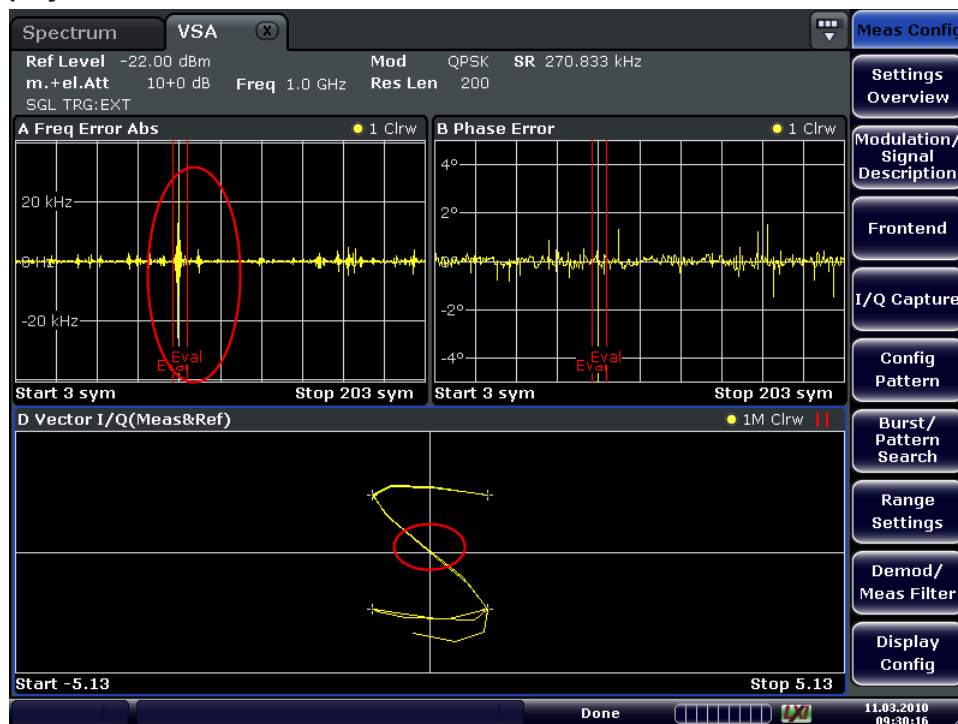 Spectrum VSA X
Ref Level -22.00 dBm Mod QPSK SR 270.833 kHz
m.+el.Att 10+0 dB Freq 1.0 GHz Res Len 200
SGL TRG:EXT
A Freq Error Abs 1 Clrw
20 kHz
0 Hz
-20 kHz
Eval
Eval
Start 3 sym Stop 203 sym
B Phase Error 1 Clrw
4°
2°
0°
-2°
-4°
Eval
Eval
Start 3 sym Stop 203 sym
D Vector I/Q(Meas&Ref) 1M Clrw
Start -5.13 Stop 5.13
Meas Config
Settings
Overview
Modulation/
Signal
Description
Frontend
I/Q Capture
Config
Pattern
Burst/
Pattern
Search
Range
Settings
Demod/
Meas Filter
Display
Config
Done LXI 11.03.2010
09:30:16